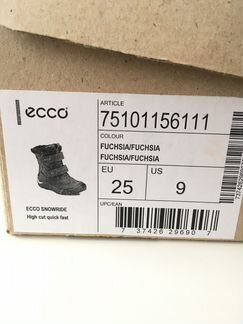 ecco
ARTICLE
75101156111
COLOUR
FUCHSIA/FUCHSIA
FUCHSIA/FUCHSIA
EU
US
25
9
ECCO SNOWRIDE
High cut quick fast
UPC/EAN
7 37426 29690 7